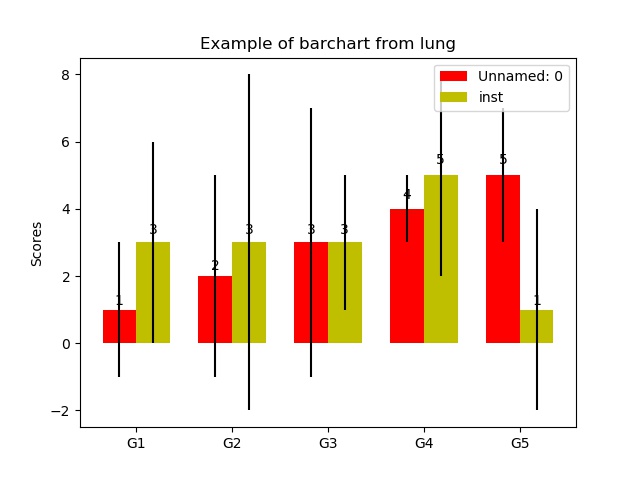 Example of barchart from lung
Unnamed: 0
inst
8
6
4
2
0
−2
Scores
1 3 2 3 3 3 4 5 5 1
G1 G2 G3 G4 G5